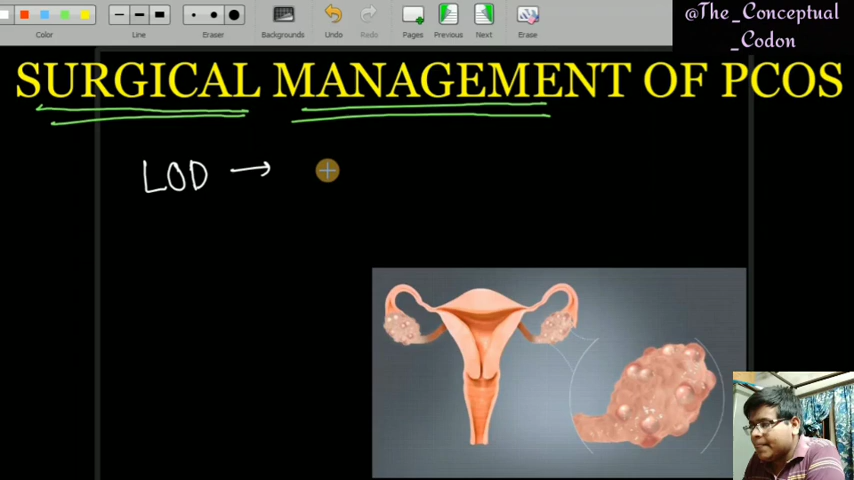 Color
Line
Eraser
Backgrounds
Undo
Redo
Pages
Previous
Next
Erase
@The_Conceptual
_Codon
SURGICAL MANAGEMENT OF PCOS
LOD →